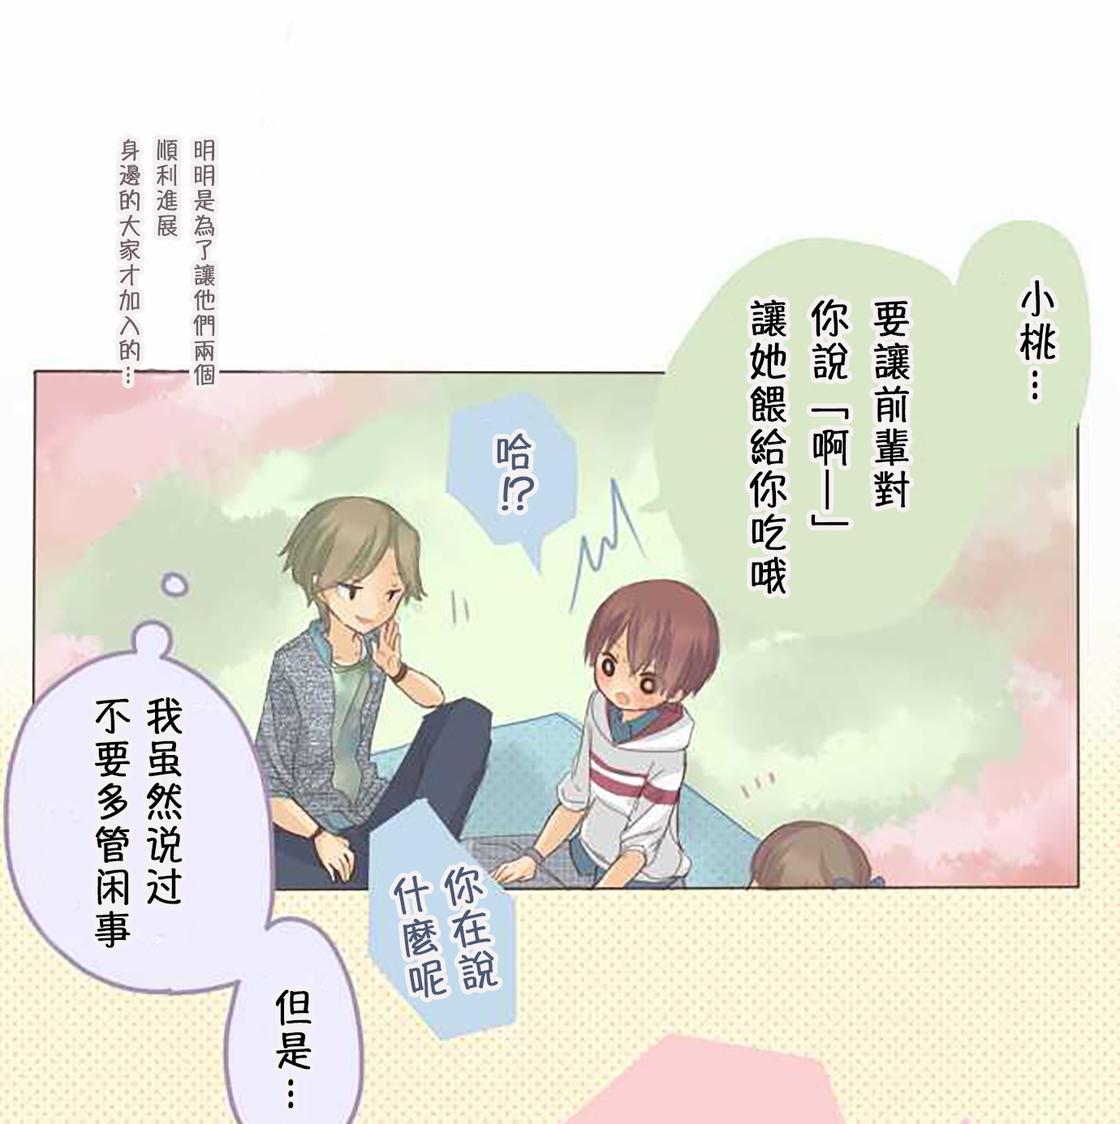 小桃…
要讓前輩對
你說「啊—」
讓她餵給你吃哦
哈!?
明明是為了讓他們兩個
順利進展
身邊的大家才加入的…
你在說
什麼呢
我虽然说过
不要多管闲事
但是…